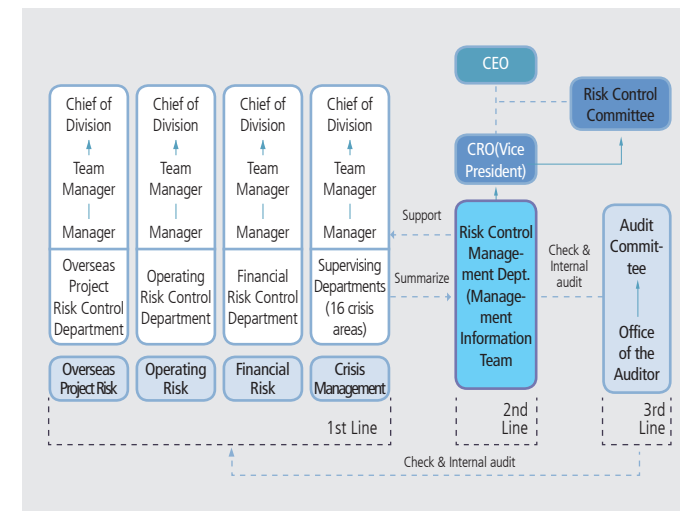 CEO
Risk Control
Committee
CRO(Vice
President)
Chief of
Division
Team
Manager
Manager
Overseas
Project
Risk Control
Department
Overseas
Project Risk
Chief of
Division
Team
Manager
Manager
Operating
Risk Control
Department
Operating
Risk
Chief of
Division
Team
Manager
Manager
Financial
Risk Control
Department
Financial
Risk
Chief of
Division
Team
Manager
Manager
Supervising
Departments
(16 crisis
areas)
Crisis
Management
Support
Summarize
Risk Control
Manage-
ment Dept.
(Manage-
ment
Information
Team
Check &
Internal
audit
Audit
Commit-
tee
Office
of the
Auditor
1st Line
2nd
Line
3rd
Line
Check & Internal audit